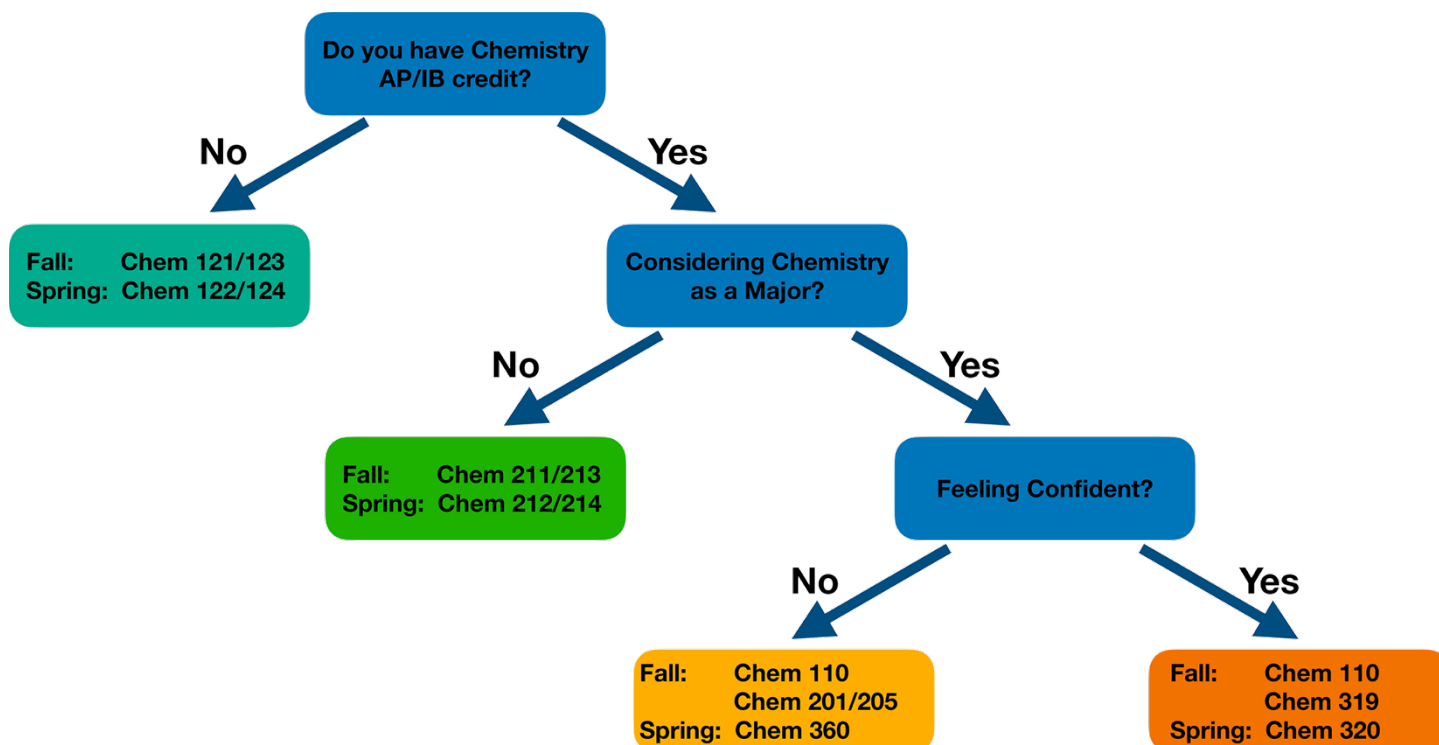 Do you have Chemistry
AP/IB credit?
No
Yes
Fall: Chem 121/123
Spring: Chem 122/124
Considering Chemistry
as a Major?
No
Yes
Fall: Chem 211/213
Spring: Chem 212/214
Feeling Confident?
No
Yes
Fall: Chem 110
Chem 201/205
Spring: Chem 360
Fall: Chem 110
Chem 319
Spring: Chem 320